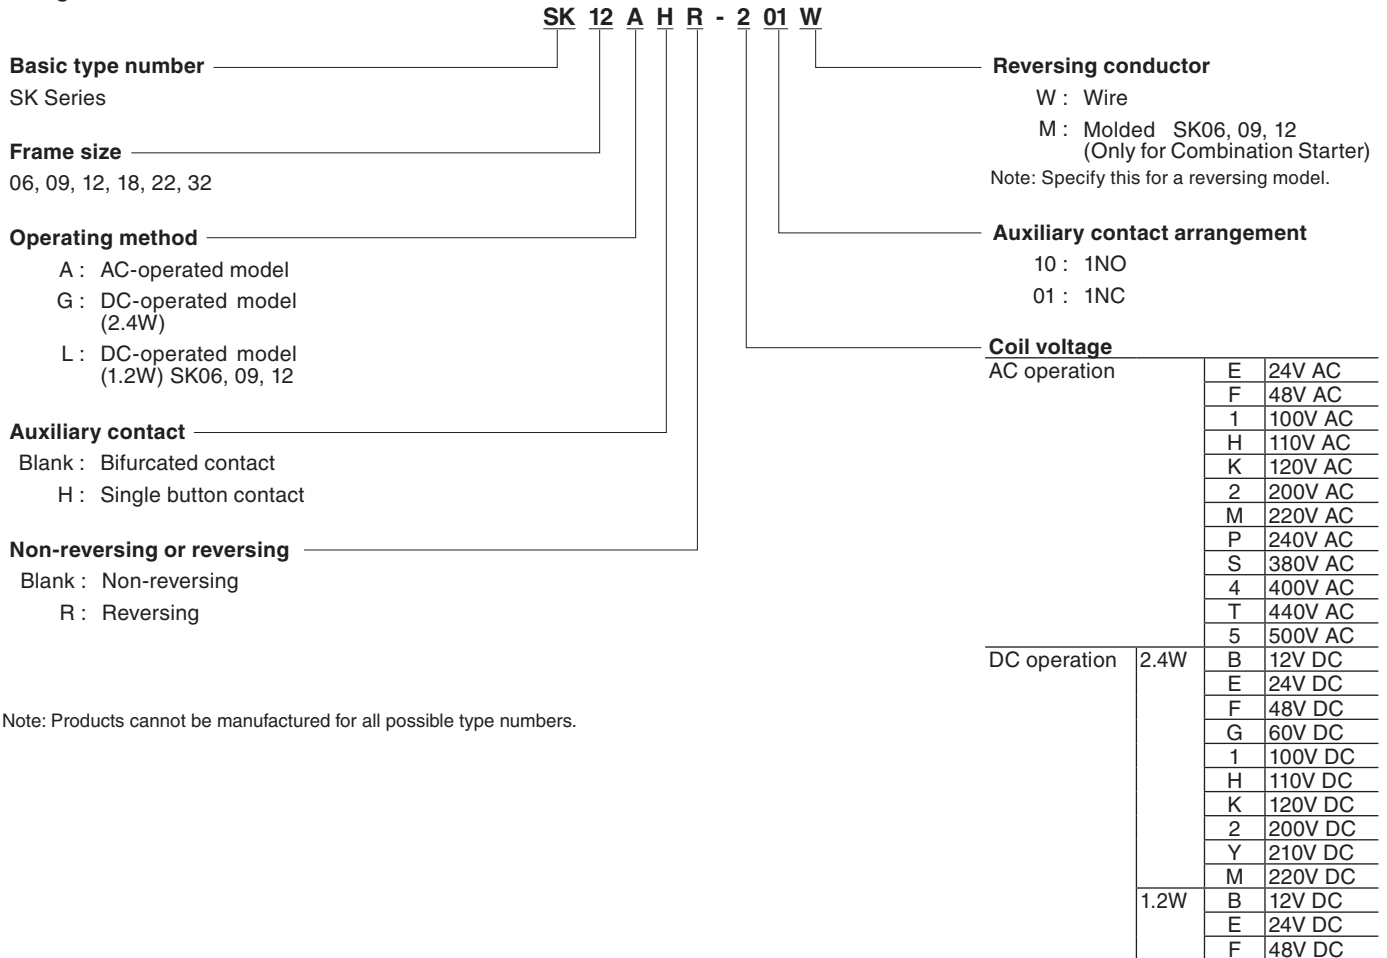 SK 12 A H R - 2 01 W
Basic type number
SK Series
Frame size
06, 09, 12, 18, 22, 32
Operating method
A : AC-operated model
G : DC-operated model
(2.4W)
L : DC-operated model
(1.2W) SK06, 09, 12
Auxiliary contact
Blank : Bifurcated contact
H : Single button contact
Non-reversing or reversing
Blank : Non-reversing
R : Reversing
Note: Products cannot be manufactured for all possible type numbers.
Reversing conductor
W : Wire
M : Molded SK06, 09, 12
(Only for Combination Starter)
Note: Specify this for a reversing model.
Auxiliary contact arrangement
10 : 1NO
01 : 1NC
Coil voltage
AC operation E 24V AC
F 48V AC
1 100V AC
H 110V AC
K 120V AC
2 200V AC
M 220V AC
P 240V AC
S 380V AC
4 400V AC
T 440V AC
5 500V AC
DC operation 2.4W B 12V DC
E 24V DC
F 48V DC
G 60V DC
1 100V DC
H 110V DC
K 120V DC
2 200V DC
Y 210V DC
M 220V DC
1.2W B 12V DC
E 24V DC
F 48V DC